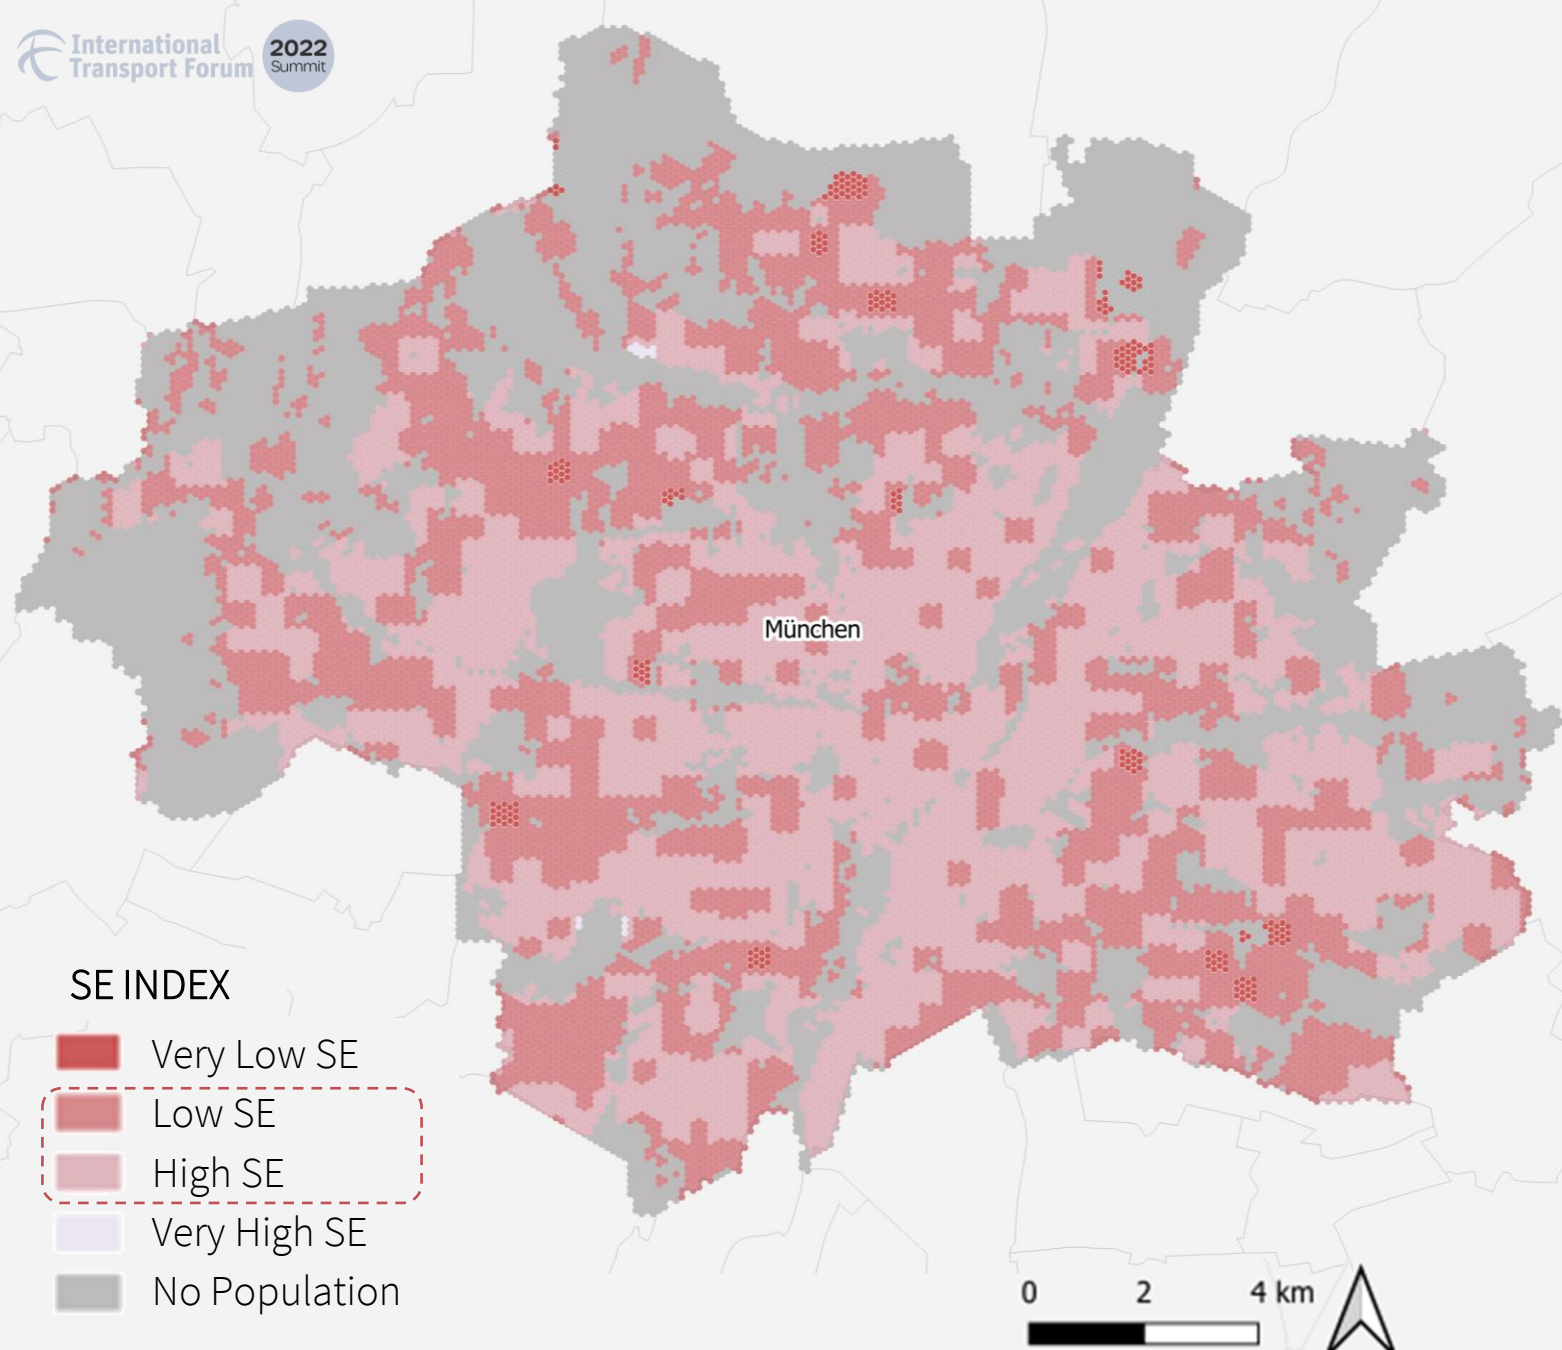 International
Transport Forum
2022
Summit
München
SE INDEX
Very Low SE
Low SE
High SE
Very High SE
No Population
0 2 4 km